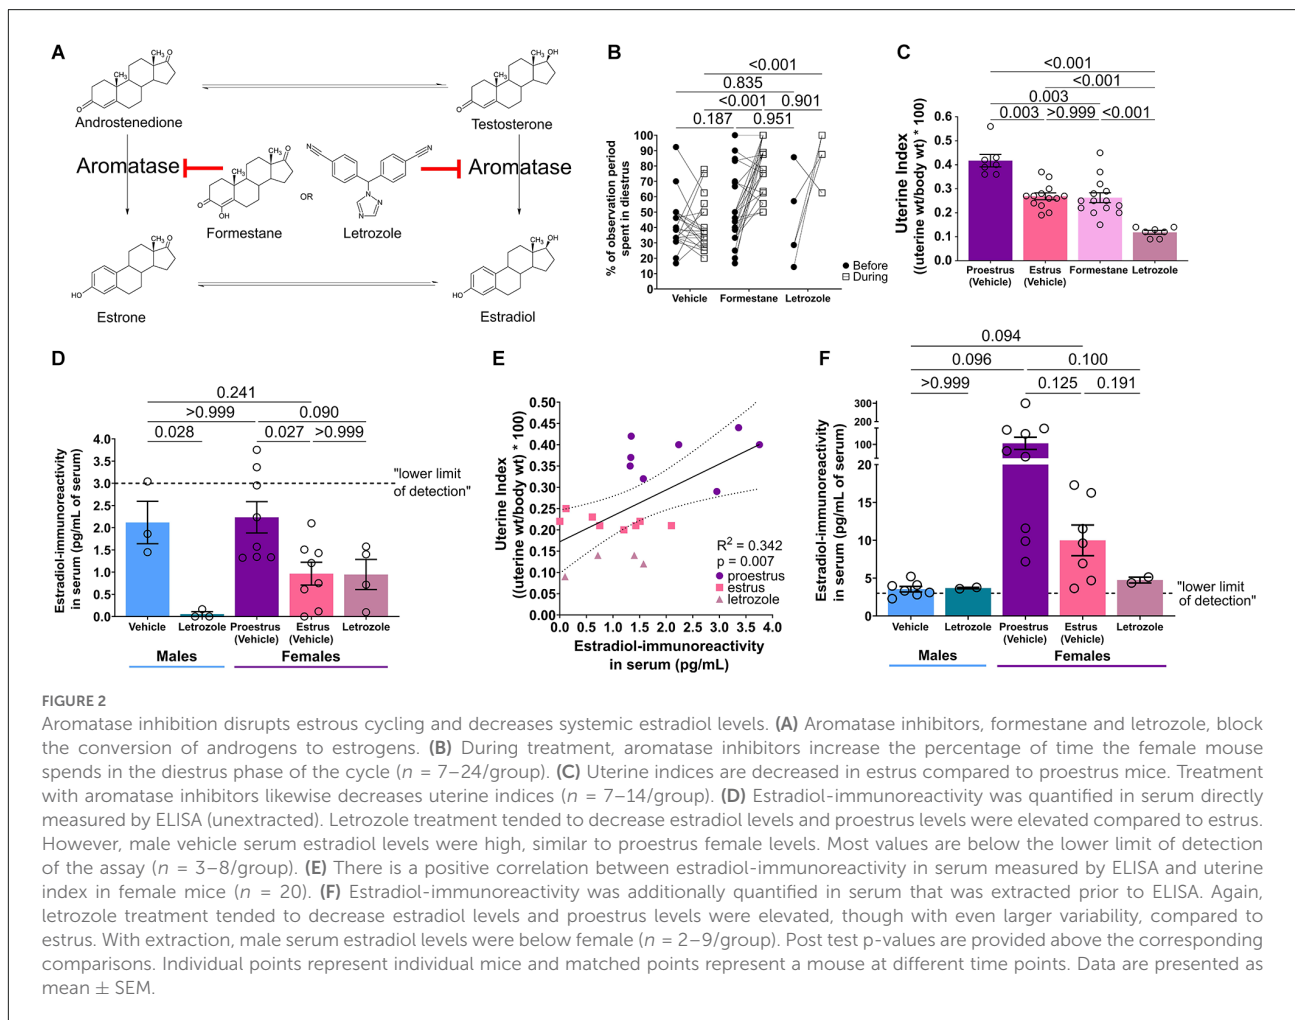 A
CH₃
O
CH₃
O
Androstenedione
CH₃
OH
CH₃
O
Testosterone
Aromatase
Aromatase
CH₃
O
CH₃
O
OH
Formestane
OR
N
N
N
N
N
Letrozole
CH₃
O
HO
Estrone
CH₃
OH
HO
Estradiol
B
<0.001
0.835
<0.001
0.901
0.187
0.951
% of observation period
spent in diestrus
100
90
80
70
60
50
40
30
20
10
0
Vehicle
Formestane
Letrozole
Before
During
C
<0.001
<0.001
0.003
0.003
>0.999
<0.001
Uterine Index
((uterine wt/body wt) * 100)
0.6
0.5
0.4
0.3
0.2
0.1
0.0
Proestrus
(Vehicle)
Estrus
(Vehicle)
Formestane
Letrozole
D
0.241
>0.999
0.090
0.028
0.027
>0.999
Estradiol-immunoreactivity
in serum (pg/mL of serum)
4.0
3.5
3.0
2.5
2.0
1.5
1.0
0.5
0.0
"lower limit
of detection"
Vehicle
Letrozole
Proestrus
(Vehicle)
Estrus
(Vehicle)
Letrozole
Males
Females
E
Uterine Index
((uterine wt/body wt) * 100)
0.50
0.45
0.40
0.35
0.30
0.25
0.20
0.15
0.10
0.05
0.00
R² = 0.342
p = 0.007
proestrus
estrus
letrozole
0.0 0.5 1.0 1.5 2.0 2.5 3.0 3.5 4.0
Estradiol-immunoreactivity
in serum (pg/mL)
F
0.094
0.096
0.100
>0.999
0.125
0.191
Estradiol-immunoreactivity
in serum (pg/mL of serum)
300
200
100
20
15
10
5
0
"lower limit
of detection"
Vehicle
Letrozole
Proestrus
(Vehicle)
Estrus
(Vehicle)
Letrozole
Males
Females
FIGURE 2
Aromatase inhibition disrupts estrous cycling and decreases systemic estradiol levels. (A) Aromatase inhibitors, formestane and letrozole, block
the conversion of androgens to estrogens. (B) During treatment, aromatase inhibitors increase the percentage of time the female mouse
spends in the diestrus phase of the cycle (n = 7–24/group). (C) Uterine indices are decreased in estrus compared to proestrus mice. Treatment
with aromatase inhibitors likewise decreases uterine indices (n = 7–14/group). (D) Estradiol-immunoreactivity was quantified in serum directly
measured by ELISA (unextracted). Letrozole treatment tended to decrease estradiol levels and proestrus levels were elevated compared to estrus.
However, male vehicle serum estradiol levels were high, similar to proestrus female levels. Most values are below the lower limit of detection
of the assay (n = 3–8/group). (E) There is a positive correlation between estradiol-immunoreactivity in serum measured by ELISA and uterine
index in female mice (n = 20). (F) Estradiol-immunoreactivity was additionally quantified in serum that was extracted prior to ELISA. Again,
letrozole treatment tended to decrease estradiol levels and proestrus levels were elevated, though with even larger variability, compared to
estrus. With extraction, male serum estradiol levels were below female (n = 2–9/group). Post test p-values are provided above the corresponding
comparisons. Individual points represent individual mice and matched points represent a mouse at different time points. Data are presented as
mean ± SEM.